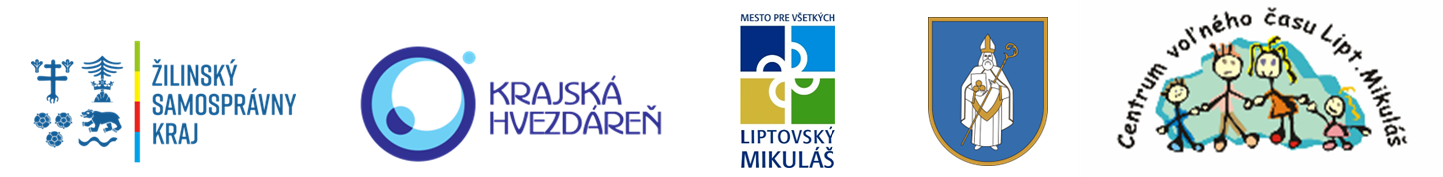 ŽILINSKÝ
SAMOSPRÁVNY
KRAJ
KRAJSKÁ
HVEZDÁREŇ
MESTO PRE VŠETKÝCH
LIPTOVSKÝ
MIKULÁŠ
Centrum voľného času Lipt. Mikuláš